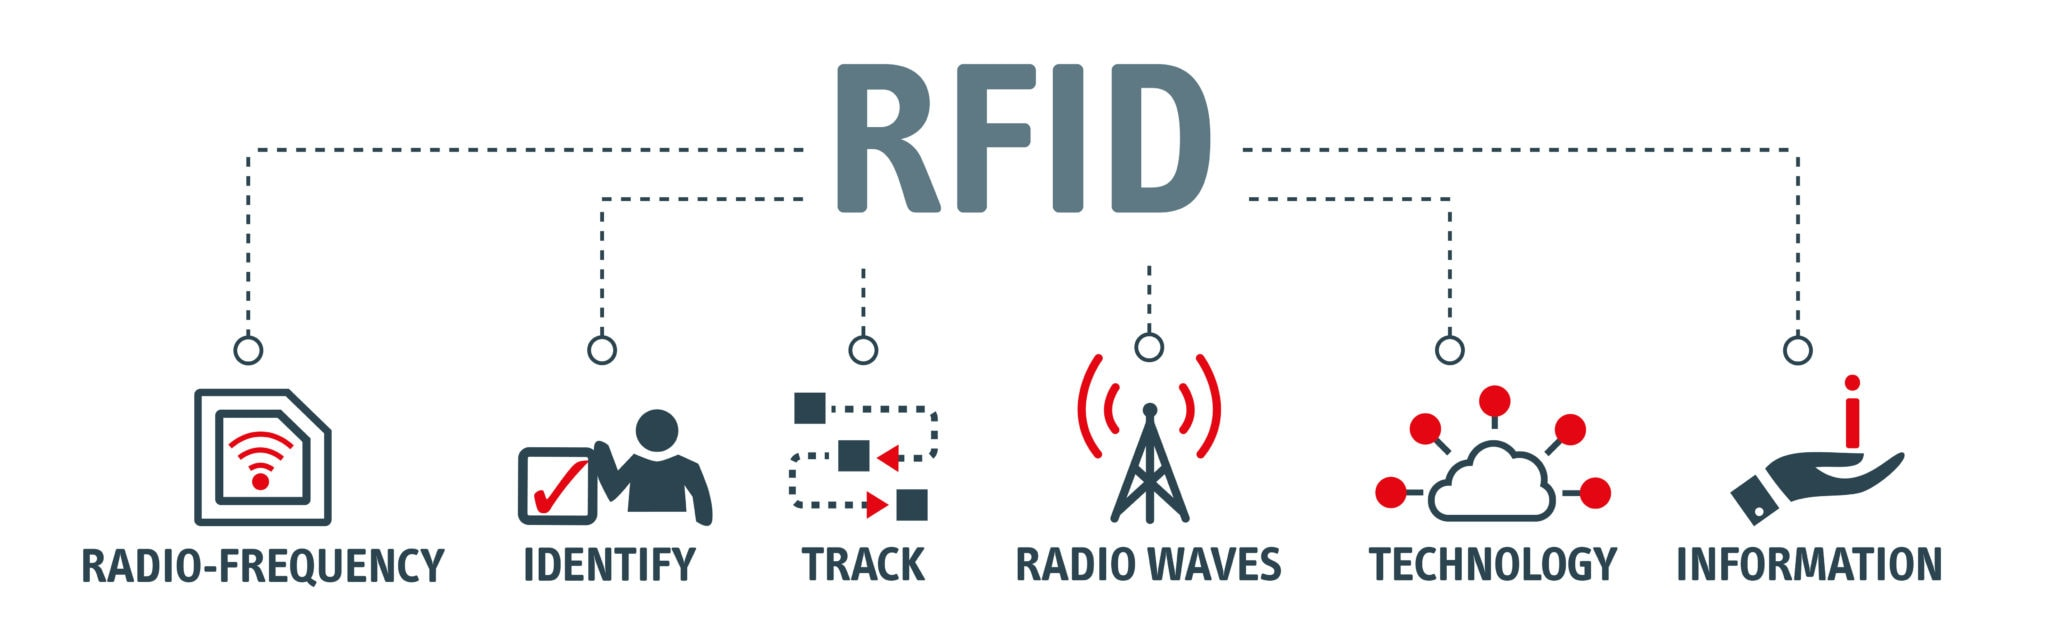 RFID
RADIO-FREQUENCY
IDENTIFY
TRACK
RADIO WAVES
TECHNOLOGY
INFORMATION
i